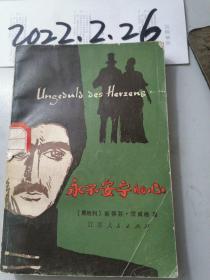 2022.2.26
Ungeduld des Herzens
永不安宁的心
〔奥地利〕斯蒂芬·茨威格 著
江苏人民出版社